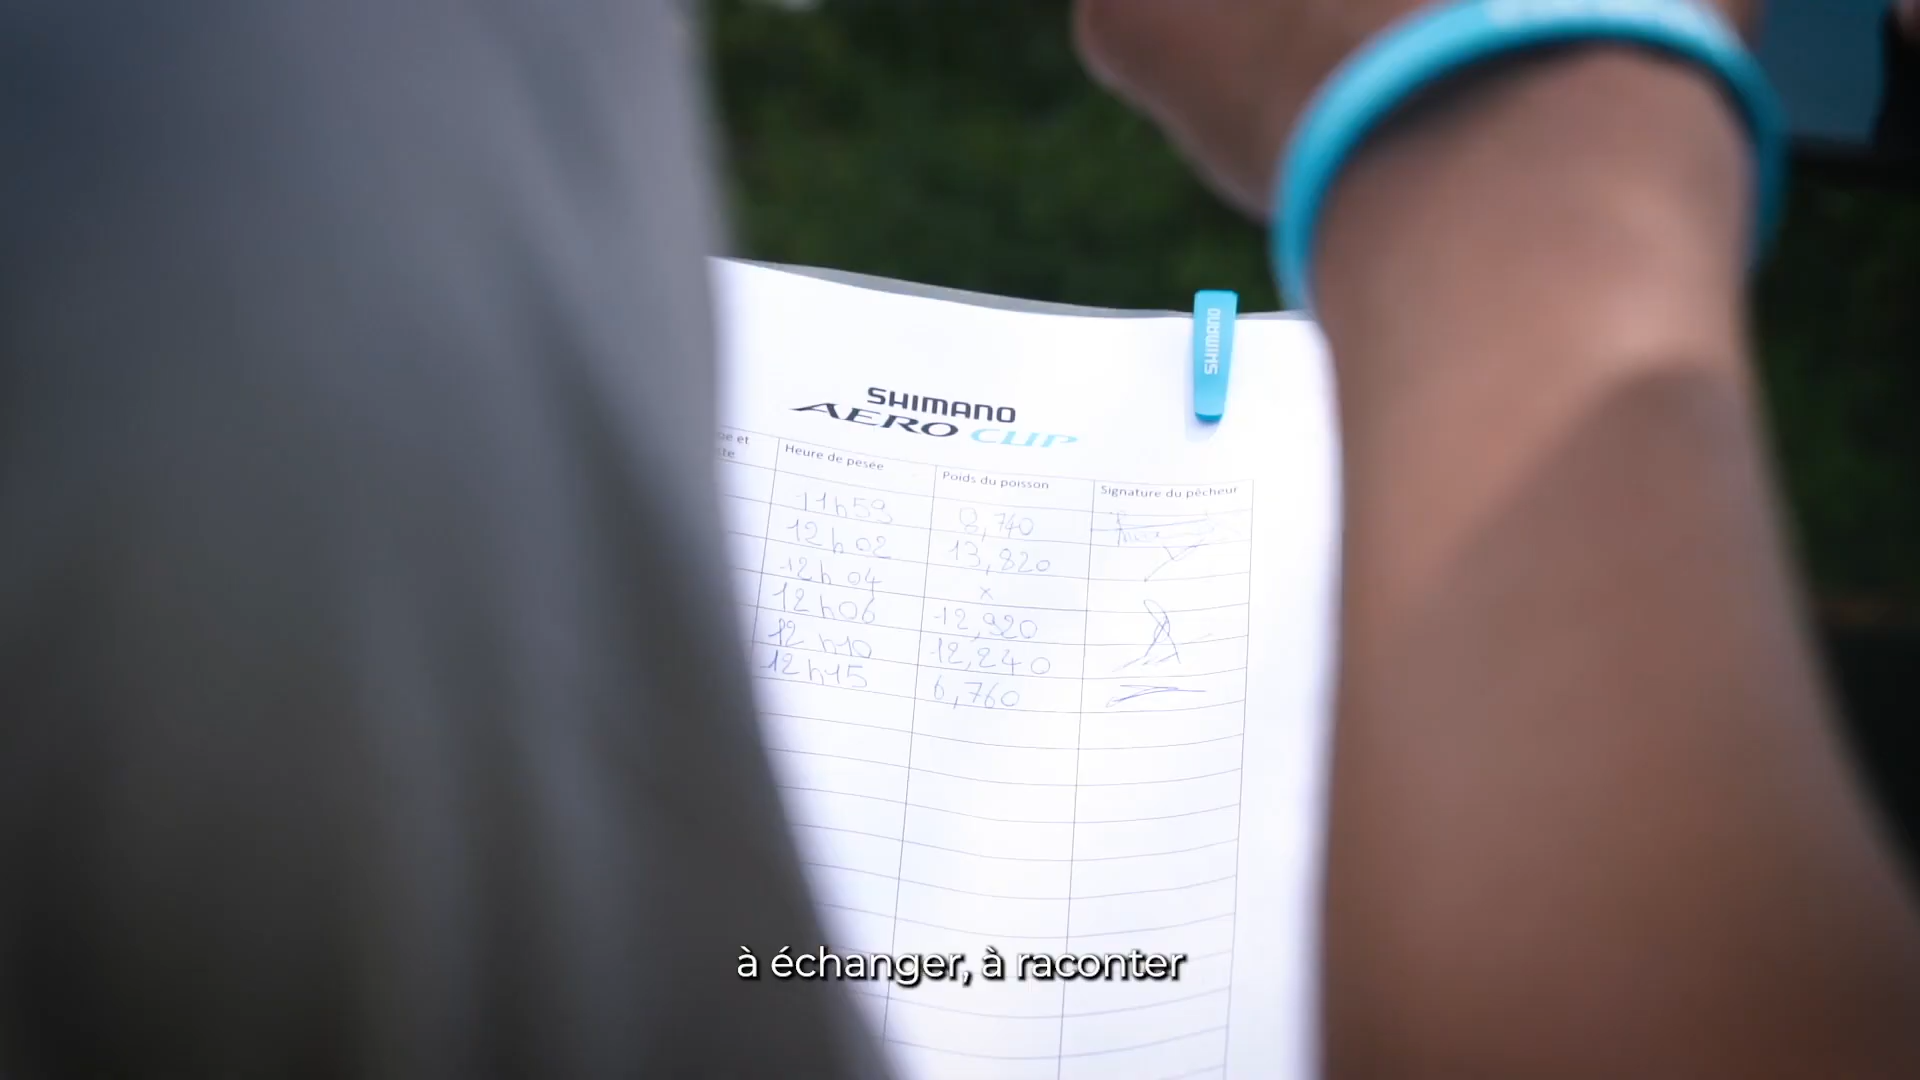 SHIMANO
SHIMANO
AERO CUP
Heure de pesée Poids du poisson Signature du pêcheur
11h59 8,740
12h02 13,820
12h04 x
12h06 12,920
12h10 12,240
12h15 6,760
à échanger, à raconter